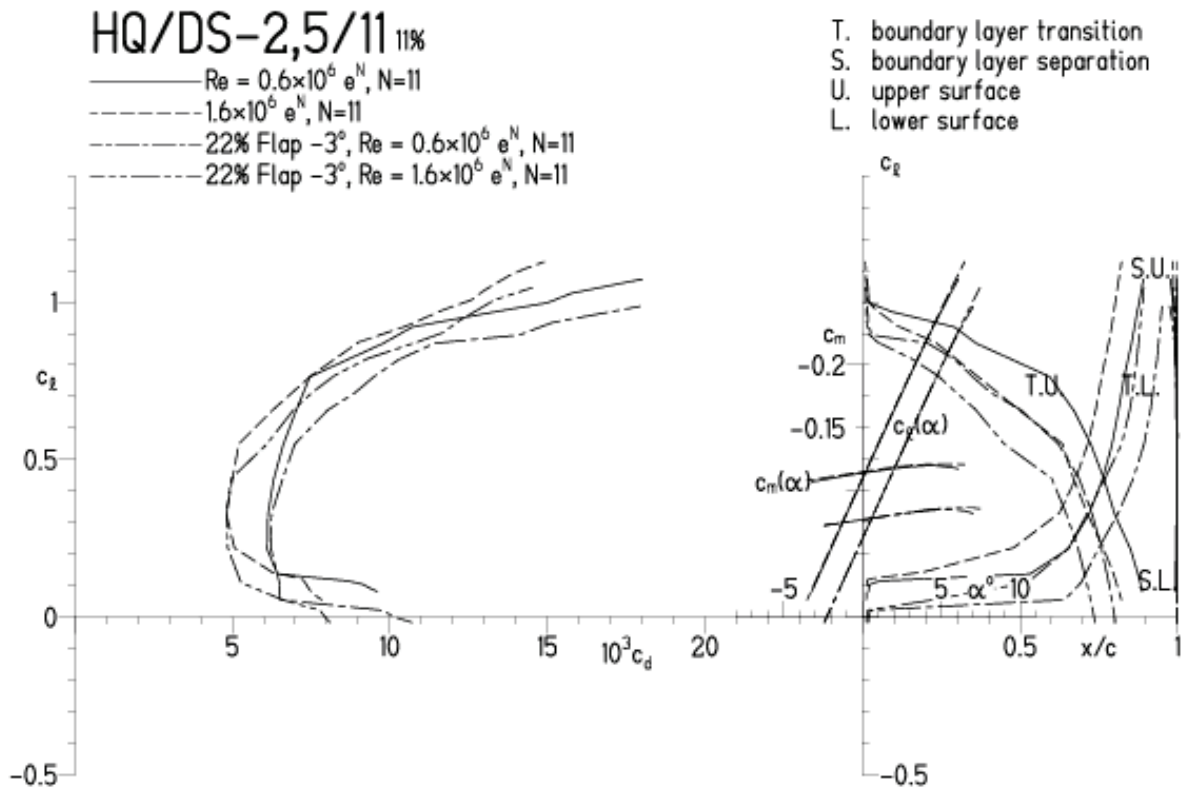 HQ/DS-2,5/11 11%
Re = 0.6×10⁶ eᴺ, N=11
1.6×10⁶ eᴺ, N=11
22% Flap -3°, Re = 0.6×10⁶ eᴺ, N=11
22% Flap -3°, Re = 1.6×10⁶ eᴺ, N=11
T. boundary layer transition
S. boundary layer separation
U. upper surface
L. lower surface
1
cℓ
0.5
0
-0.5
5
10
15
10³c_d
20
cℓ
S.U.
c_m
-0.2
T.U.
T.L.
-0.15
cℓ(α)
c_m(α)
-5
5
α°
10
S.L.
0.5
x/c
1
-0.5